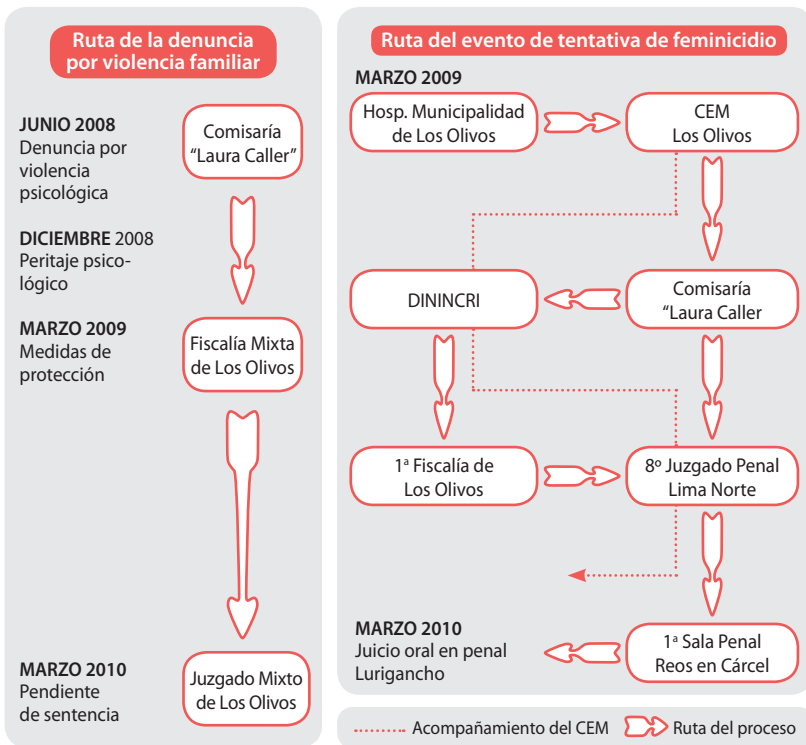 Ruta de la denuncia
por violencia familiar
JUNIO 2008
Denuncia por
violencia
psicológica
Comisaría
“Laura Caller”
DICIEMBRE 2008
Peritaje psico-
lógico
MARZO 2009
Medidas de
protección
Fiscalía Mixta
de Los Olivos
MARZO 2010
Pendiente
de sentencia
Juzgado Mixto
de Los Olivos
Ruta del evento de tentativa de feminicidio
MARZO 2009
Hosp. Municipalidad
de Los Olivos
CEM
Los Olivos
DININCRI
Comisaría
“Laura Caller
1ª Fiscalía de
Los Olivos
8º Juzgado Penal
Lima Norte
MARZO 2010
Juicio oral en penal
Lurigancho
1ª Sala Penal
Reos en Cárcel
Acompañamiento del CEM
Ruta del proceso